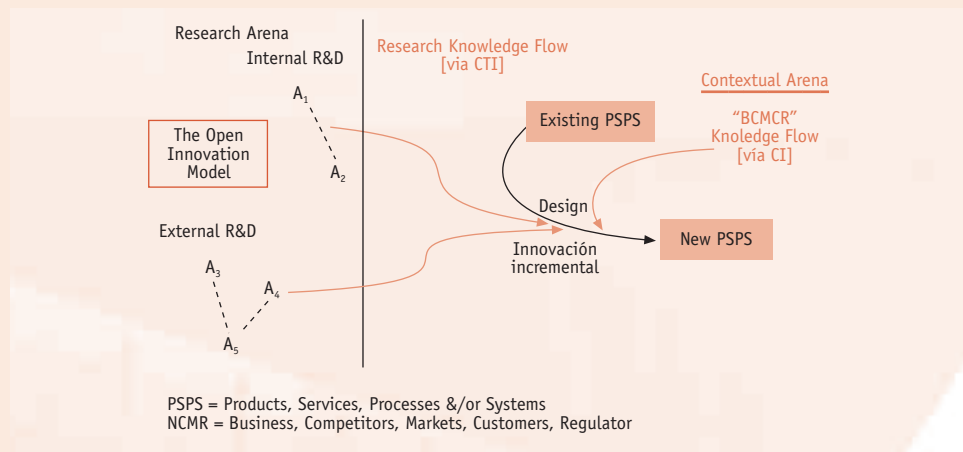 Research Arena
Internal R&D
A1
A2
The Open
Innovation
Model
External R&D
A3
A4
A5
Research Knowledge Flow
[via CTI]
Existing PSPS
Design
Innovación
incremental
New PSPS
Contextual Arena
“BCMCR”
Knoledge Flow
[vía CI]
PSPS = Products, Services, Processes &/or Systems
NCMR = Business, Competitors, Markets, Customers, Regulator